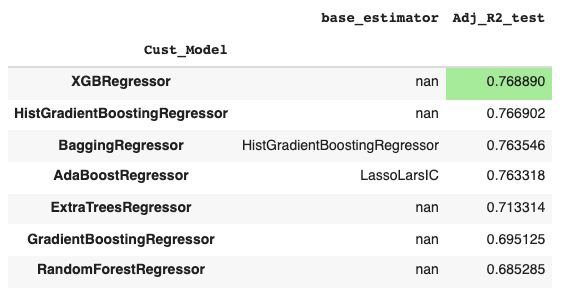 base_estimator Adj_R2_test
Cust_Model
XGBRegressor nan 0.768890
HistGradientBoostingRegressor nan 0.766902
BaggingRegressor HistGradientBoostingRegressor 0.763546
AdaBoostRegressor LassoLarsIC 0.763318
ExtraTreesRegressor nan 0.713314
GradientBoostingRegressor nan 0.695125
RandomForestRegressor nan 0.685285